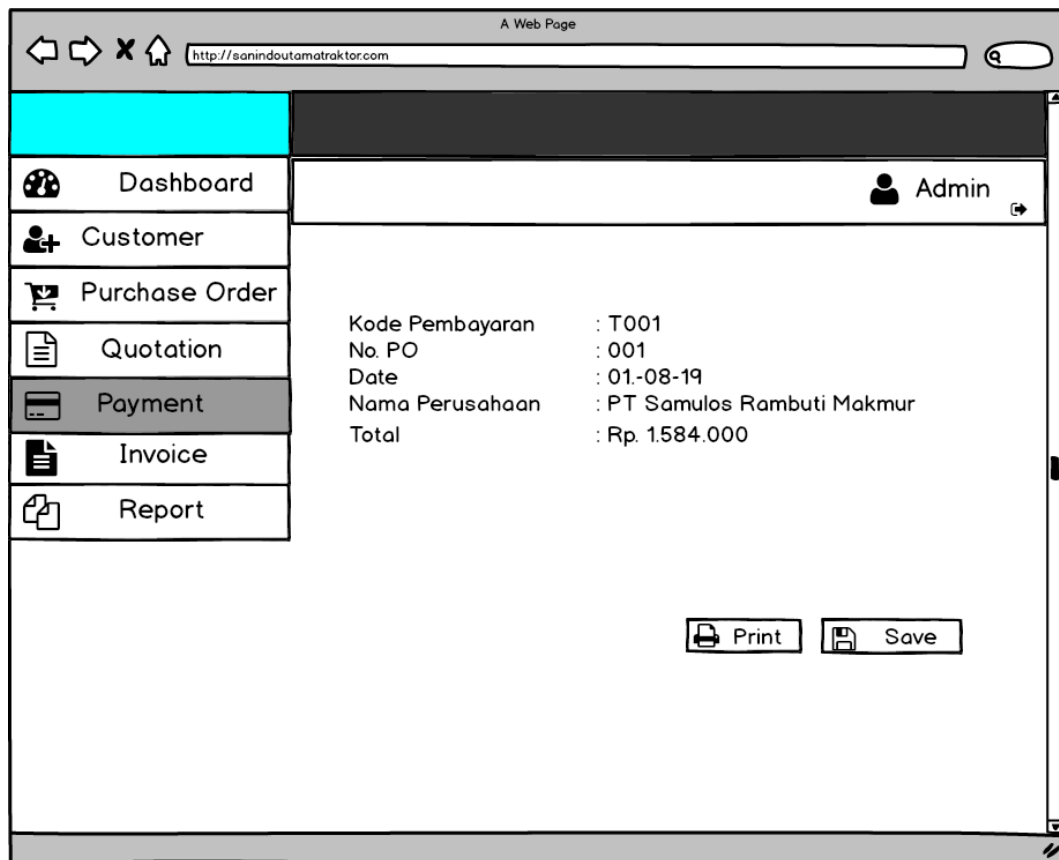 A Web Page
http://sanindoutamatraktor.com
Dashboard
Customer
Purchase Order
Quotation
Payment
Invoice
Report
Admin
Kode Pembayaran : T001
No. PO : 001
Date : 01.-08-19
Nama Perusahaan : PT Samulos Rambuti Makmur
Total : Rp. 1.584.000
Print
Save